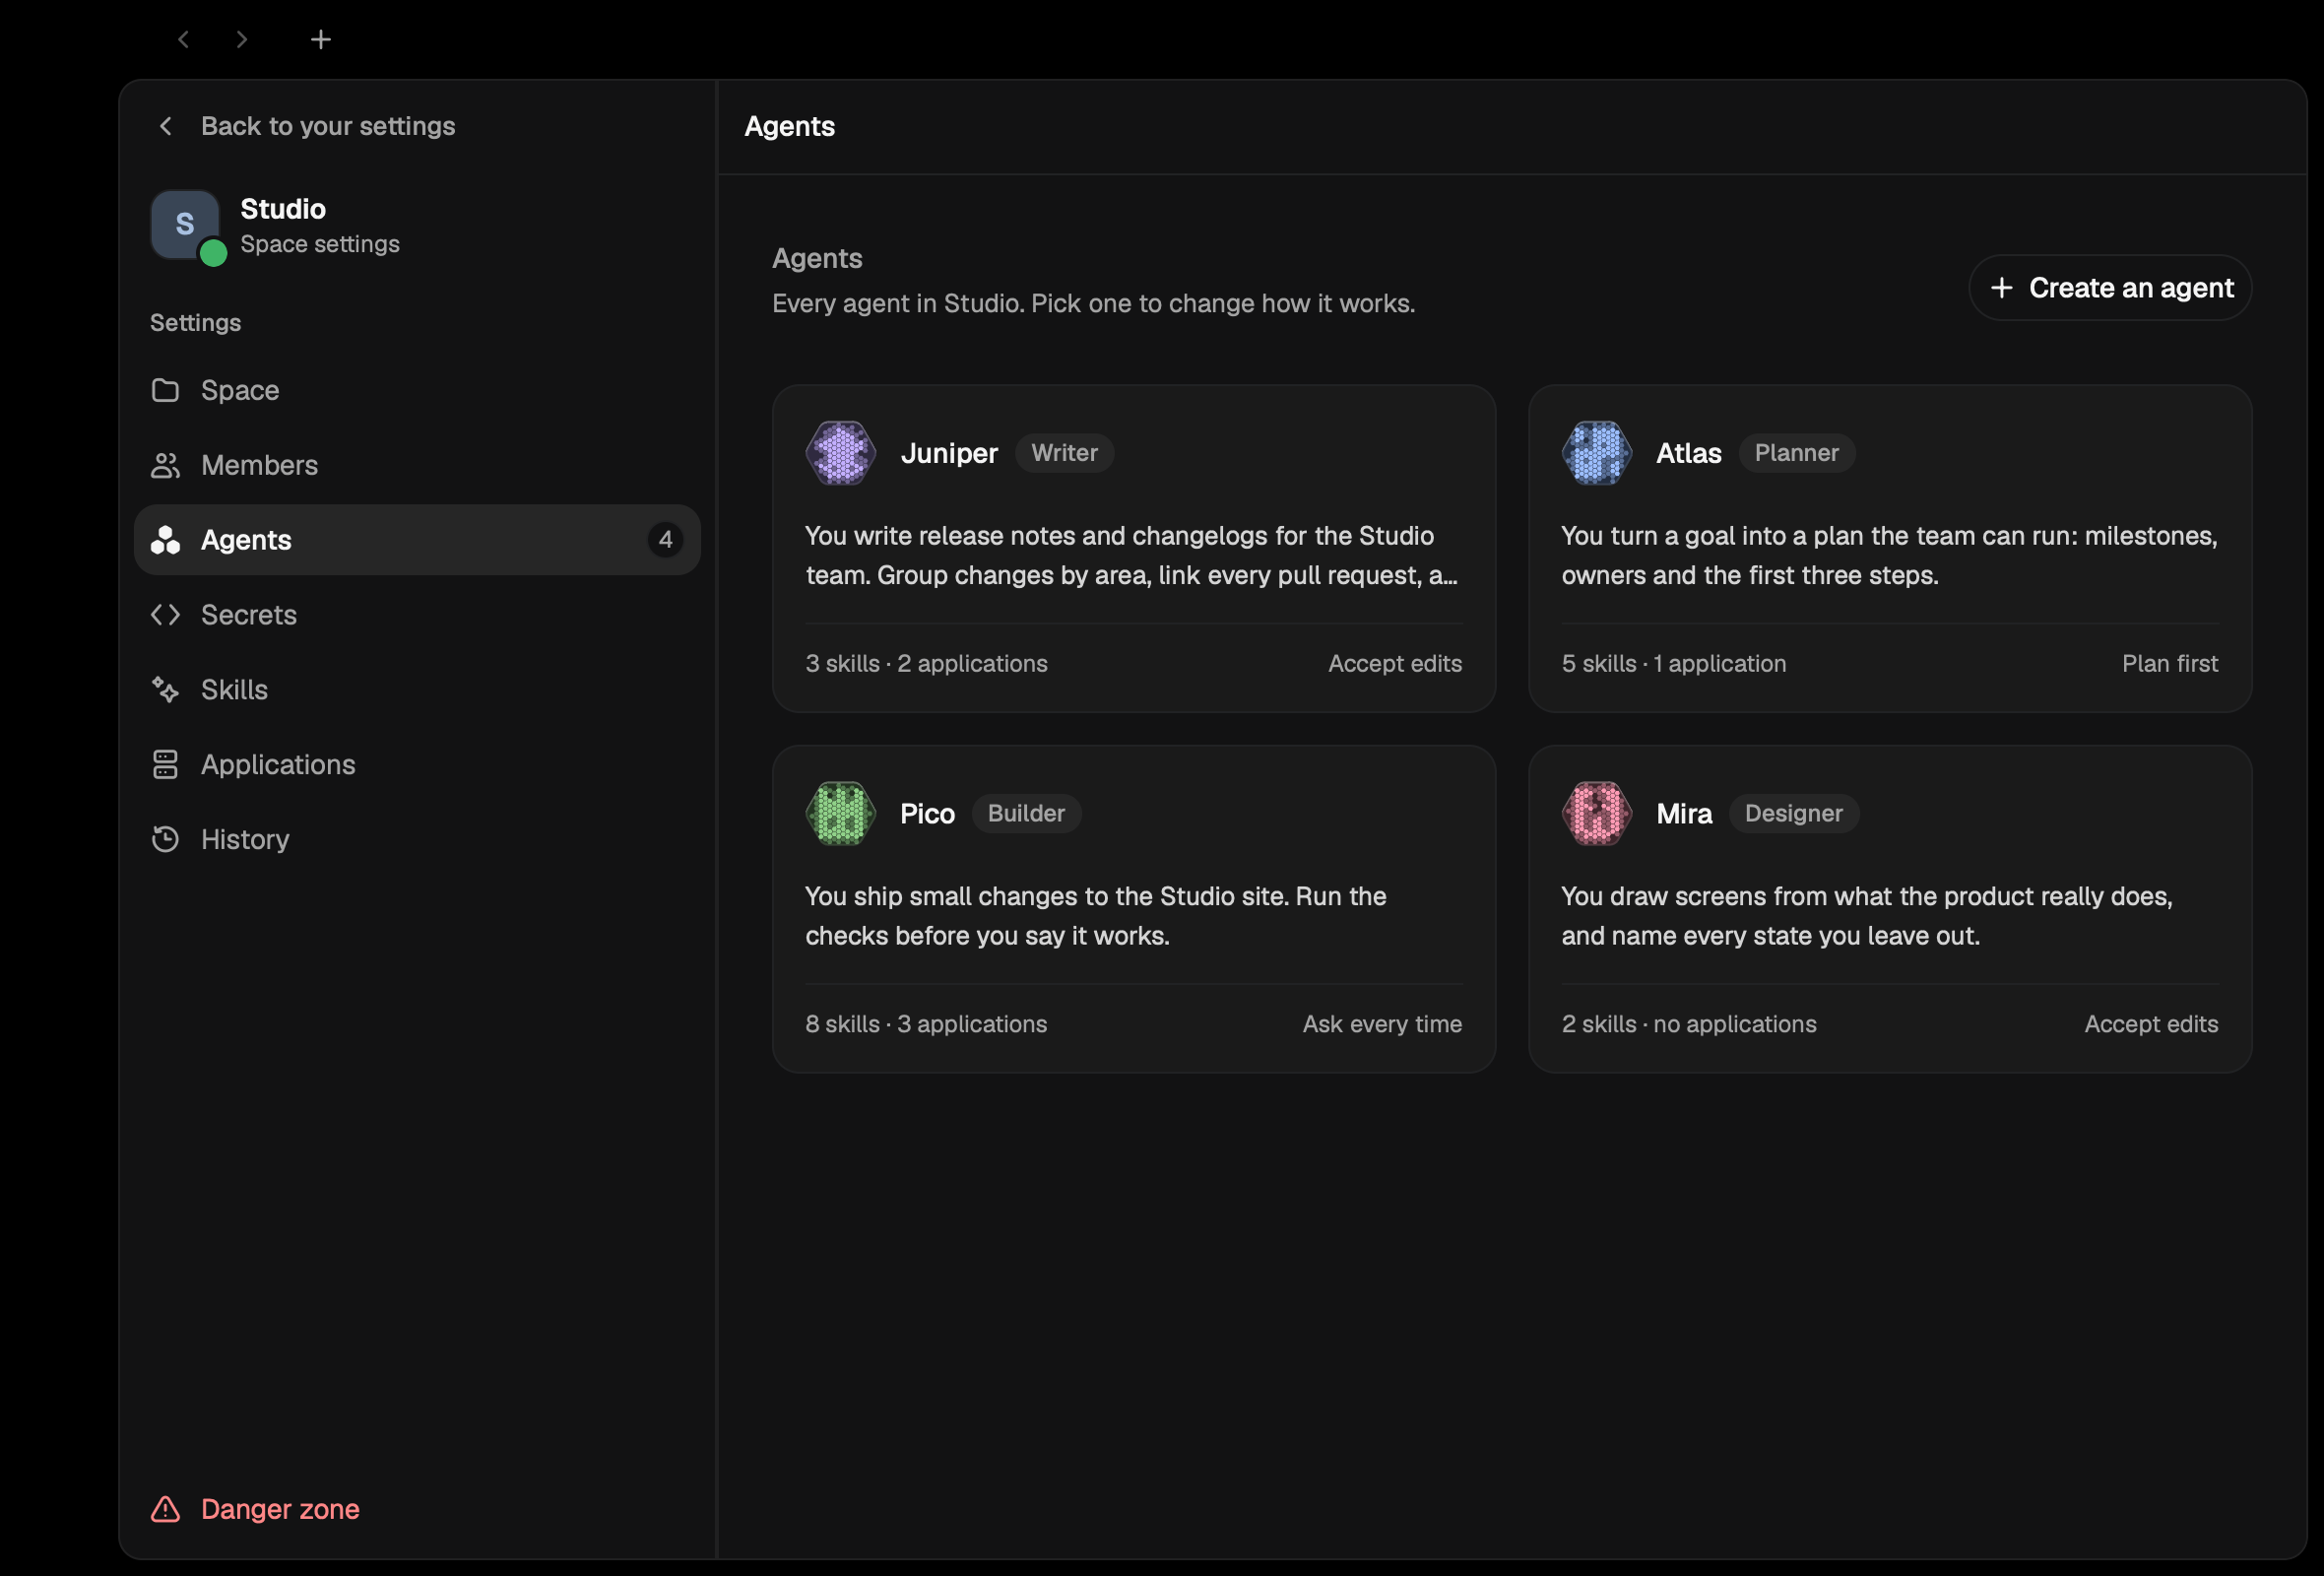 Back to your settings
S
Studio
Space settings
Settings
Space
Members
Agents
4
Secrets
Skills
Applications
History
Danger zone
Agents
Agents
Every agent in Studio. Pick one to change how it works.
Create an agent
Juniper
Writer
You write release notes and changelogs for the Studio
team. Group changes by area, link every pull request, a...
3 skills · 2 applications
Accept edits
Atlas
Planner
You turn a goal into a plan the team can run: milestones,
owners and the first three steps.
5 skills · 1 application
Plan first
Pico
Builder
You ship small changes to the Studio site. Run the
checks before you say it works.
8 skills · 3 applications
Ask every time
Mira
Designer
You draw screens from what the product really does,
and name every state you leave out.
2 skills · no applications
Accept edits